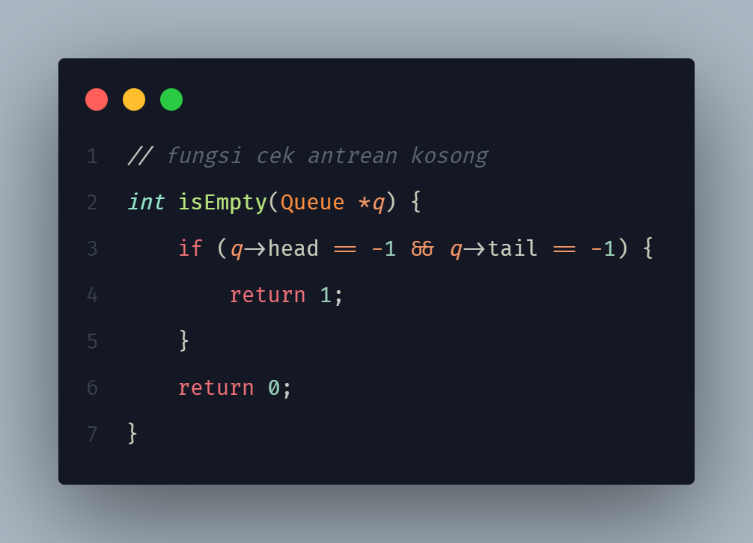 1 // fungsi cek antrean kosong
2 int isEmpty(Queue *q) {
3     if (q->head == -1 && q->tail == -1) {
4         return 1;
5     }
6     return 0;
7 }